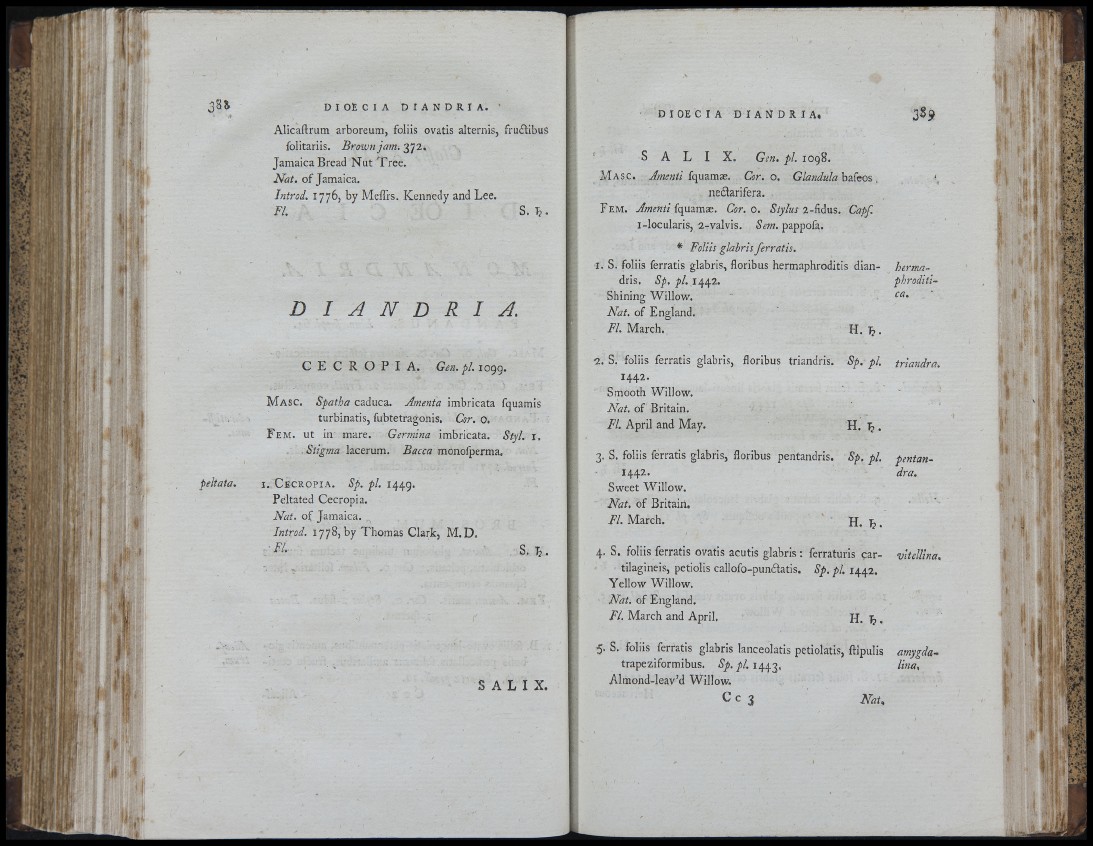 388
DIOECIA DIANDRIA.
Alicaſtrum arboreum, foliis ovatis alternis, fructibus
ſolitariis. Brown jam. 372.
Jamaica Bread Nut Tree.
Nat. of Jamaica.
Introd. 1776, by Meſſrs. Kennedy and Lee.
Fl. S. ♄.
DIANDRIA.
CECROPIA. Gen. pl. 1099.
MASC. Spatha caduca. Amenta imbricata ſquamis
turbinatis, ſubtetragonis. Cor. 0.
FEM. ut in mare. Germina imbricata. Styl. 1.
Stigma lacerum. Bacca monoſperma.
peltata. 1. CECROPIA. Sp. pl. 1449.
Peltated Cecropia.
Nat. of Jamaica.
Introd. 1778, by Thomas Clark, M.D.
Fl. S. ♄.
SALIX.
DIOECIA DIANDRIA. 389
SALIX. Gen. pl. 1098.
MASC. Amenti ſquamæ. Cor. 0. Glandula baſeos
nectarifera.
FEM. Amenti ſquamæ. Cor. 0. Stylus 2-fidus. Capſ.
1-locularis, 2-valvis. Sem. pappoſa.
* Foliis glabris ſerratis.
1. S. foliis ſerratis glabris, floribus hermaphroditis dian- herma-
dris. Sp. pl. 1442. phroditi-
Shining Willow. ca.
Nat. of England.
Fl. March. H. ♄.
2. S. foliis ſerratis glabris, floribus triandris. Sp. pl. triandra.
1442.
Smooth Willow.
Nat. of Britain.
Fl. April and May. H. ♄.
3. S. foliis ſerratis glabris, floribus pentandris. Sp. pl. pentan-
1442. dra.
Sweet Willow.
Nat. of Britain.
Fl. March. H. ♄.
4. S. foliis ſerratis ovatis acutis glabris: ſerraturis car- vitellina.
tilagineis, petiolis calloſo-punctatis. Sp. pl. 1442.
Yellow Willow.
Nat. of England.
Fl. March and April. H. ♄.
5. S. foliis ſerratis glabris lanceolatis petiolatis, ſtipulis amygda-
trapeziformibus. Sp. pl. 1443. lina.
Almond-leav'd Willow.
Cc 3 Nat.